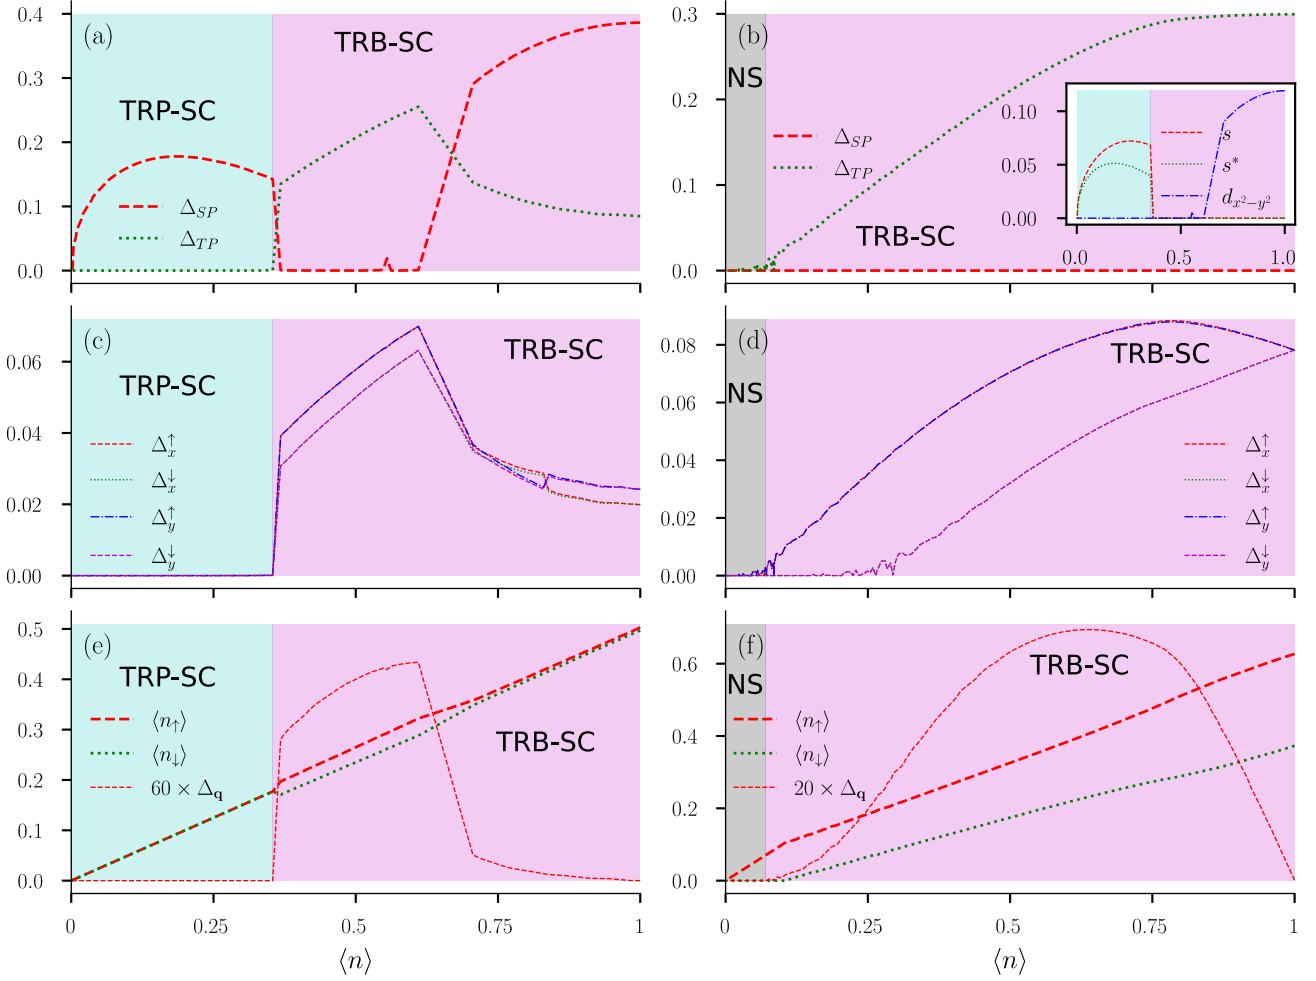 (a)
TRB-SC
TRP-SC
Δ_SP
Δ_TP
0.4
0.3
0.2
0.1
0.0
(b)
NS
Δ_SP
Δ_TP
TRB-SC
0.3
0.2
0.1
0.0
0.10
0.05
0.00
s
s*
d_{x²−y²}
0.0
0.5
1.0
(c)
TRB-SC
TRP-SC
Δ_x^↑
Δ_x^↓
Δ_y^↑
Δ_y^↓
0.06
0.04
0.02
0.00
(d)
TRB-SC
NS
Δ_x^↑
Δ_x^↓
Δ_y^↑
Δ_y^↓
0.08
0.06
0.04
0.02
0.00
(e)
TRP-SC
⟨n_↑⟩
⟨n_↓⟩
60 × Δ_q
TRB-SC
0.5
0.4
0.3
0.2
0.1
0.0
0
0.25
0.5
0.75
1
⟨n⟩
(f)
TRB-SC
NS
⟨n_↑⟩
⟨n_↓⟩
20 × Δ_q
0.6
0.4
0.2
0.0
0
0.25
0.5
0.75
1
⟨n⟩